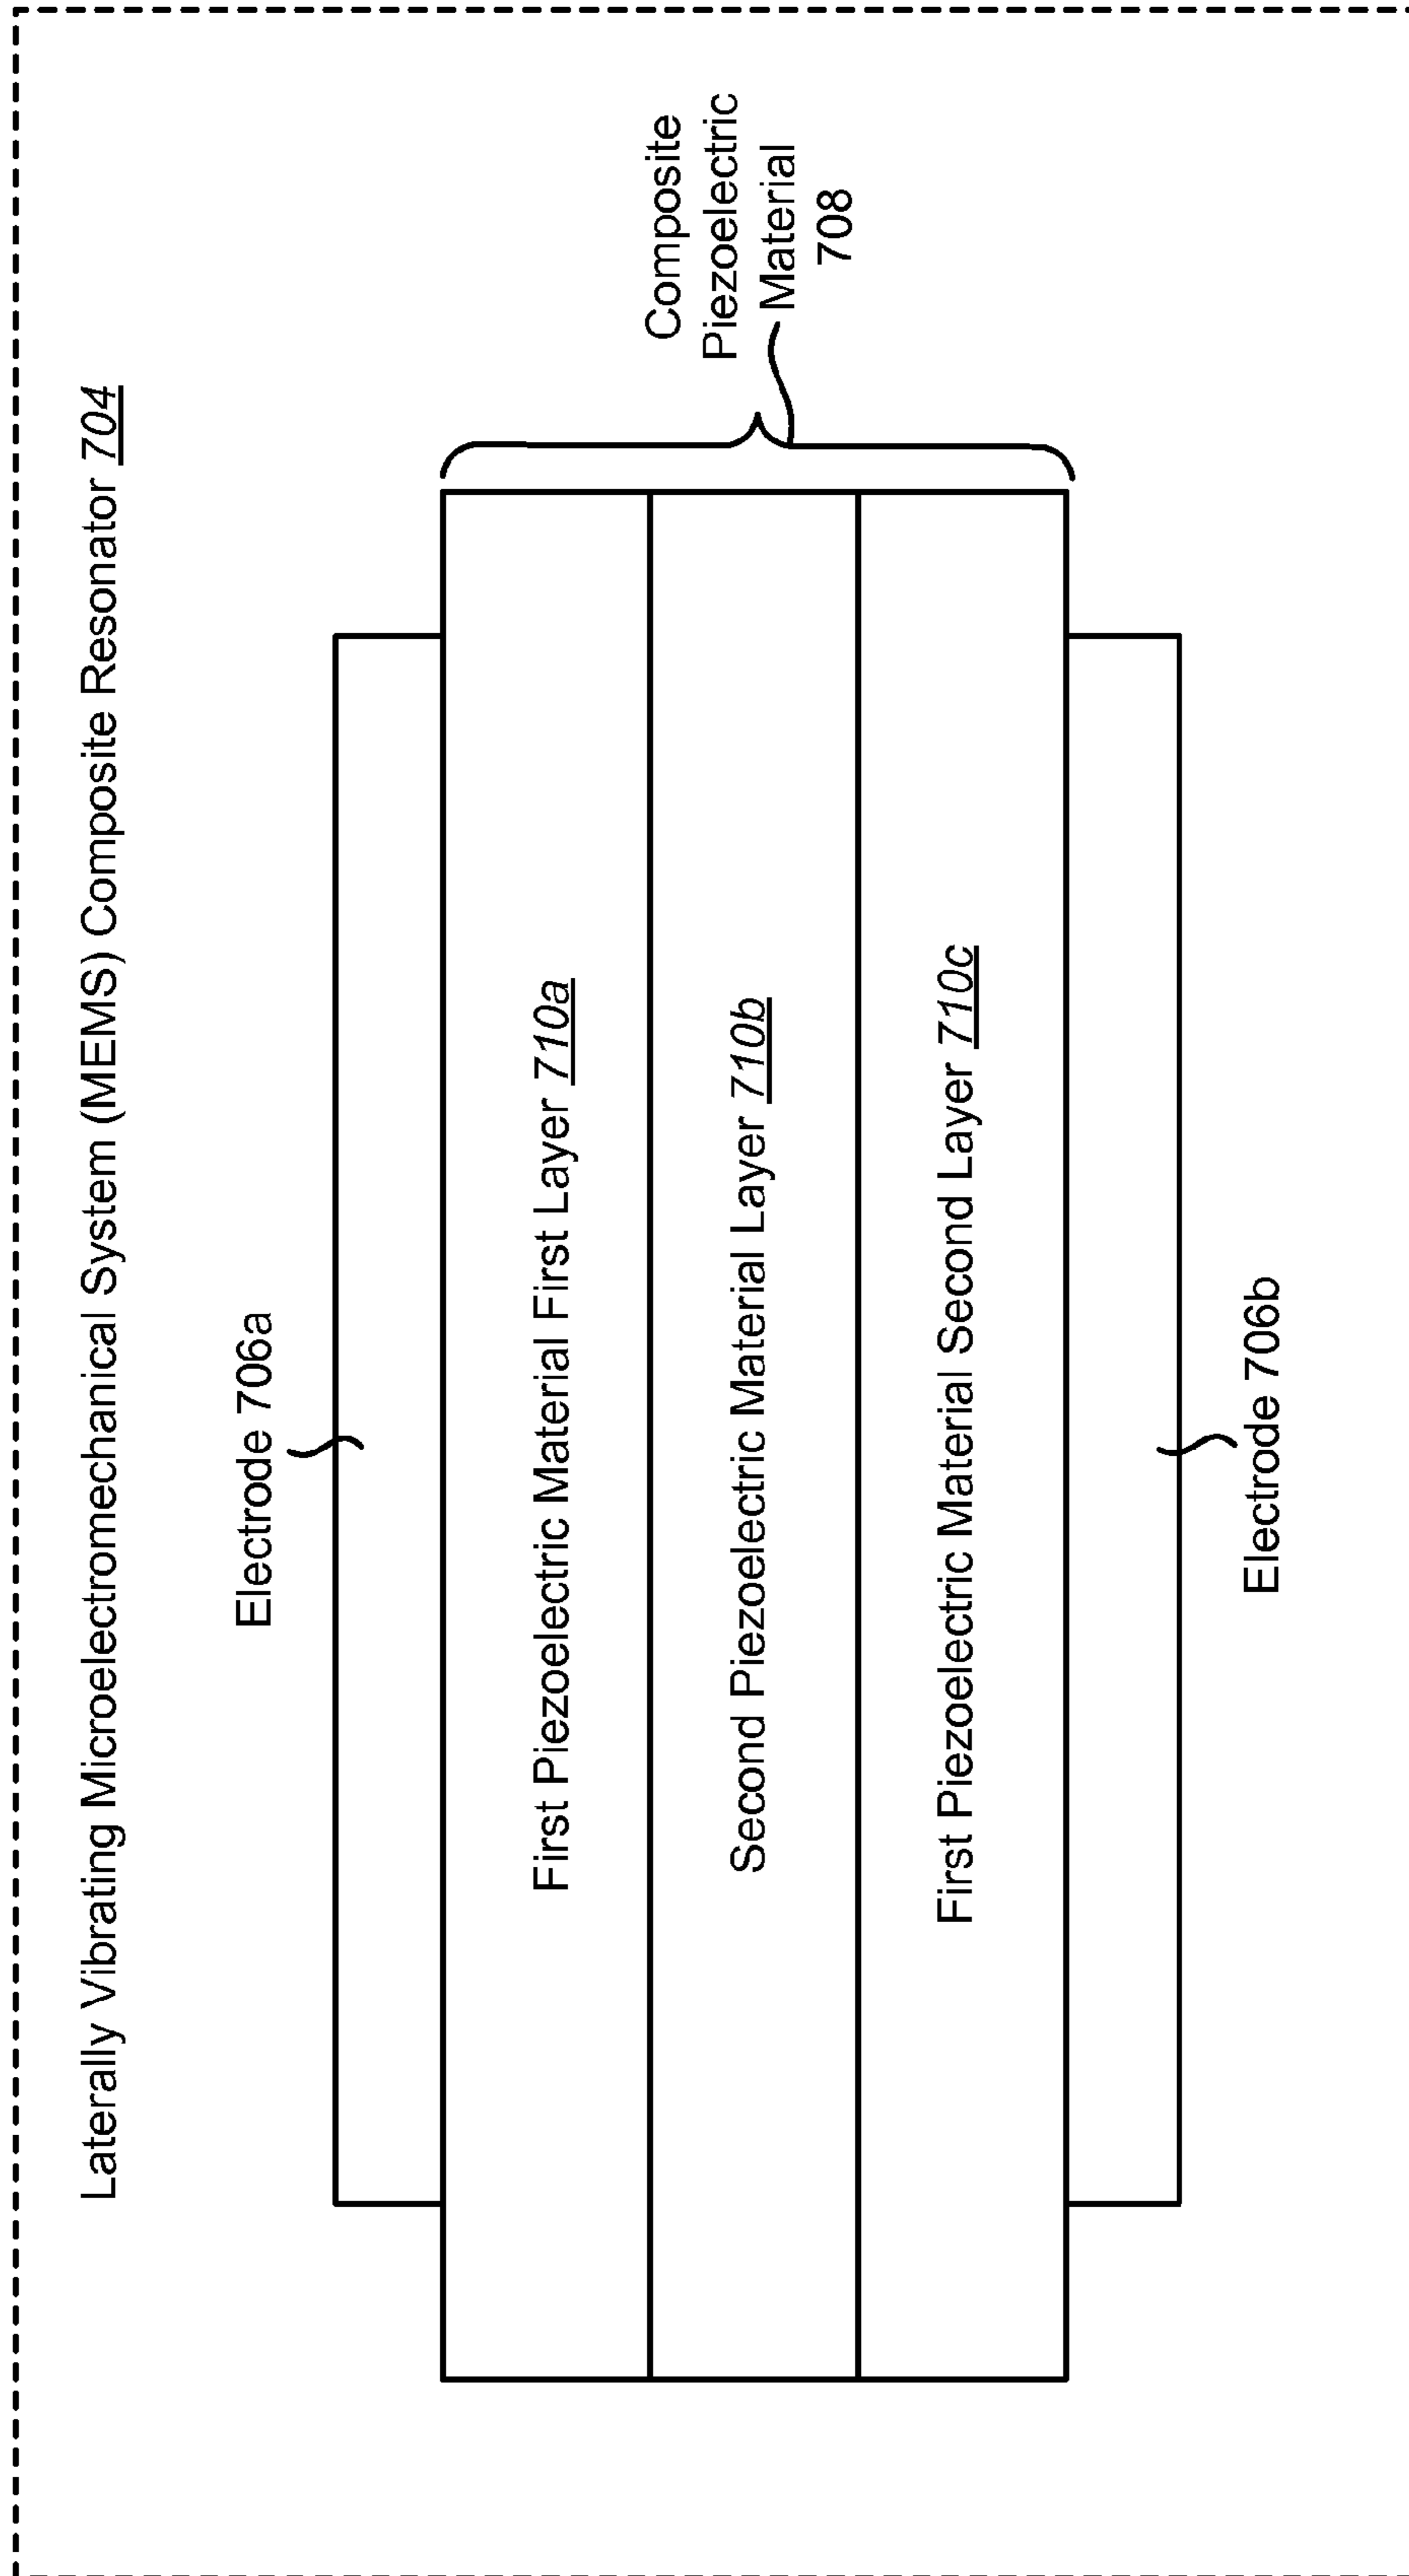 Laterally Vibrating Microelectromechanical System (MEMS) Composite Resonator 704
Electrode 706a
First Piezoelectric Material First Layer 710a
Second Piezoelectric Material Layer 710b
First Piezoelectric Material Second Layer 710c
Composite
Piezoelectric
Material
708
Electrode 706b